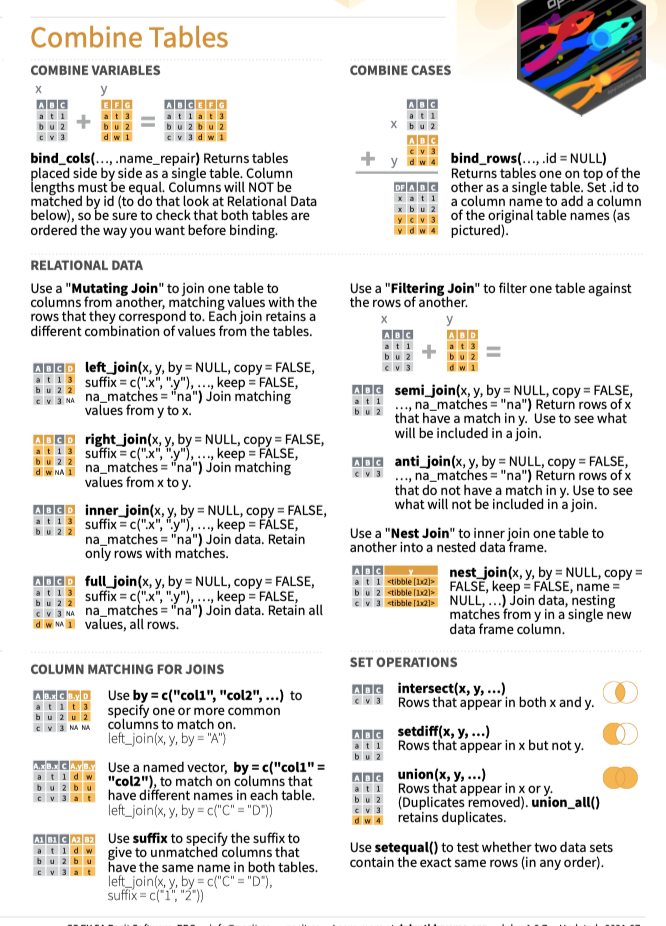 Combine Tables
COMBINE VARIABLES
x y
A B C E F G A B C E F G
a t 1 a t 3 a t 1 a t 3
b u 2 + b u 2 = b u 2 b u 2
c v 3 d w 1 c v 3 d w 1
bind_cols(…, .name_repair) Returns tables
placed side by side as a single table. Column
lengths must be equal. Columns will NOT be
matched by id (to do that look at Relational Data
below), so be sure to check that both tables are
ordered the way you want before binding.
COMBINE CASES
A B C
a t 1
x b u 2
A B C
c v 3
+ y d w 4
DF A B C
x a t 1
x b u 2
y c v 3
y d w 4
bind_rows(…, .id = NULL)
Returns tables one on top of the
other as a single table. Set .id to
a column name to add a column
of the original table names (as
pictured).
RELATIONAL DATA
Use a "Mutating Join" to join one table to
columns from another, matching values with the
rows that they correspond to. Each join retains a
different combination of values from the tables.
A B C D
a t 1 3
b u 2 2
c v 3 NA
left_join(x, y, by = NULL, copy = FALSE,
suffix = c(".x", ".y"), …, keep = FALSE,
na_matches = "na") Join matching
values from y to x.
A B C D
a t 1 3
b u 2 2
d w NA 1
right_join(x, y, by = NULL, copy = FALSE,
suffix = c(".x", ".y"), …, keep = FALSE,
na_matches = "na") Join matching
values from x to y.
A B C D
a t 1 3
b u 2 2
inner_join(x, y, by = NULL, copy = FALSE,
suffix = c(".x", ".y"), …, keep = FALSE,
na_matches = "na") Join data. Retain
only rows with matches.
A B C D
a t 1 3
b u 2 2
c v 3 NA
d w NA 1
full_join(x, y, by = NULL, copy = FALSE,
suffix = c(".x", ".y"), …, keep = FALSE,
na_matches = "na") Join data. Retain all
values, all rows.
Use a "Filtering Join" to filter one table against
the rows of another.
x y
A B C A B D
a t 1 a t 3
b u 2 + b u 2 =
c v 3 d w 1
A B C
a t 1
b u 2
semi_join(x, y, by = NULL, copy = FALSE,
…, na_matches = "na") Return rows of x
that have a match in y. Use to see what
will be included in a join.
A B C
c v 3
anti_join(x, y, by = NULL, copy = FALSE,
…, na_matches = "na") Return rows of x
that do not have a match in y. Use to see
what will not be included in a join.
Use a "Nest Join" to inner join one table to
another into a nested data frame.
A B C y
a t 1 <tibble [1x2]>
b u 2 <tibble [1x2]>
c v 3 <tibble [1x2]>
nest_join(x, y, by = NULL, copy =
FALSE, keep = FALSE, name =
NULL, …) Join data, nesting
matches from y in a single new
data frame column.
COLUMN MATCHING FOR JOINS
A B.x C B.y D
a t 1 t 3
b u 2 u 2
c v 3 NA NA
Use by = c("col1", "col2", …) to
specify one or more common
columns to match on.
left_join(x, y, by = "A")
A.x B.x C A.y B.y
a t 1 d w
b u 2 b u
c v 3 a t
Use a named vector, by = c("col1" =
"col2"), to match on columns that
have different names in each table.
left_join(x, y, by = c("C" = "D"))
A1 B1 C A2 B2
a t 1 d w
b u 2 b u
c v 3 a t
Use suffix to specify the suffix to
give to unmatched columns that
have the same name in both tables.
left_join(x, y, by = c("C" = "D"),
suffix = c("1", "2"))
SET OPERATIONS
A B C
c v 3
intersect(x, y, …)
Rows that appear in both x and y.
A B C
a t 1
b u 2
setdiff(x, y, …)
Rows that appear in x but not y.
A B C
a t 1
b u 2
c v 3
d w 4
union(x, y, …)
Rows that appear in x or y.
(Duplicates removed). union_all()
retains duplicates.
Use setequal() to test whether two data sets
contain the exact same rows (in any order).